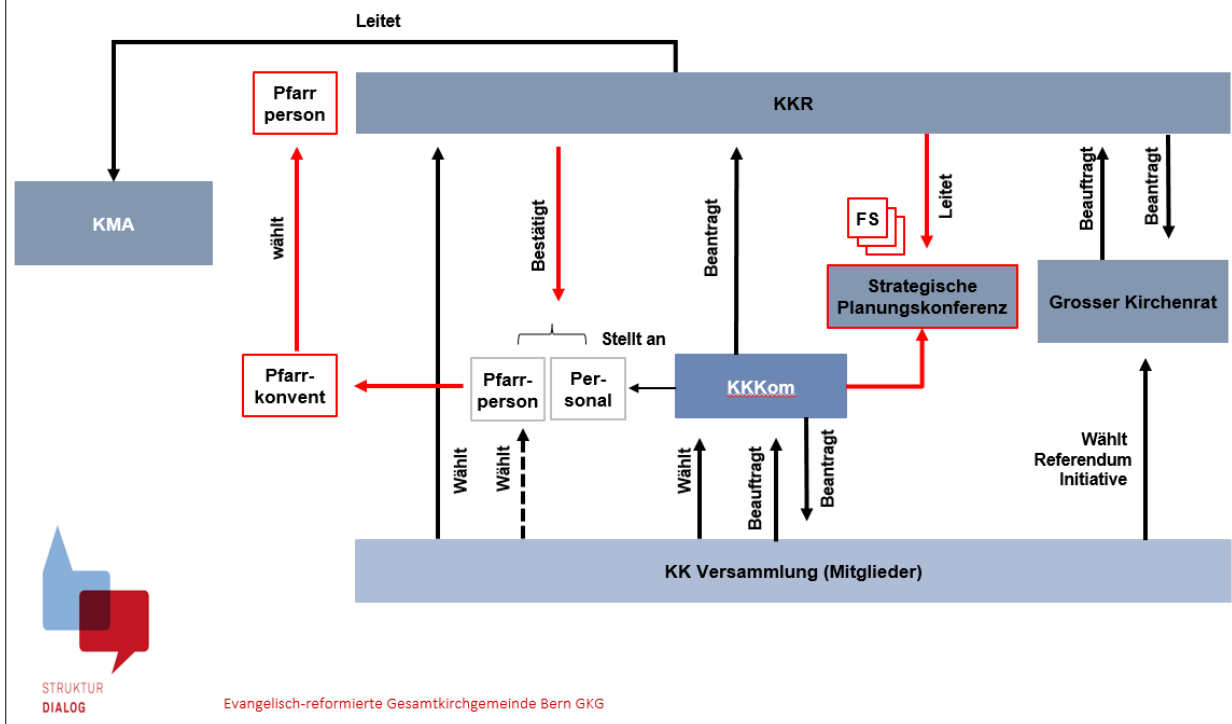 Leitet
Pfarr
person
KKR
KMA
wählt
Bestätigt
Beantragt
FS
Leitet
Beauftragt
Beantragt
Strategische
Planungskonferenz
Grosser Kirchenrat
Stellt an
Pfarr-
konvent
Pfarr-
person
Per-
sonal
KKKom
Wählt
Wählt
Wählt
Beauftragt
Beantragt
Wählt
Referendum
Initiative
KK Versammlung (Mitglieder)
STRUKTUR
DIALOG
Evangelisch-reformierte Gesamtkirchgemeinde Bern GKG